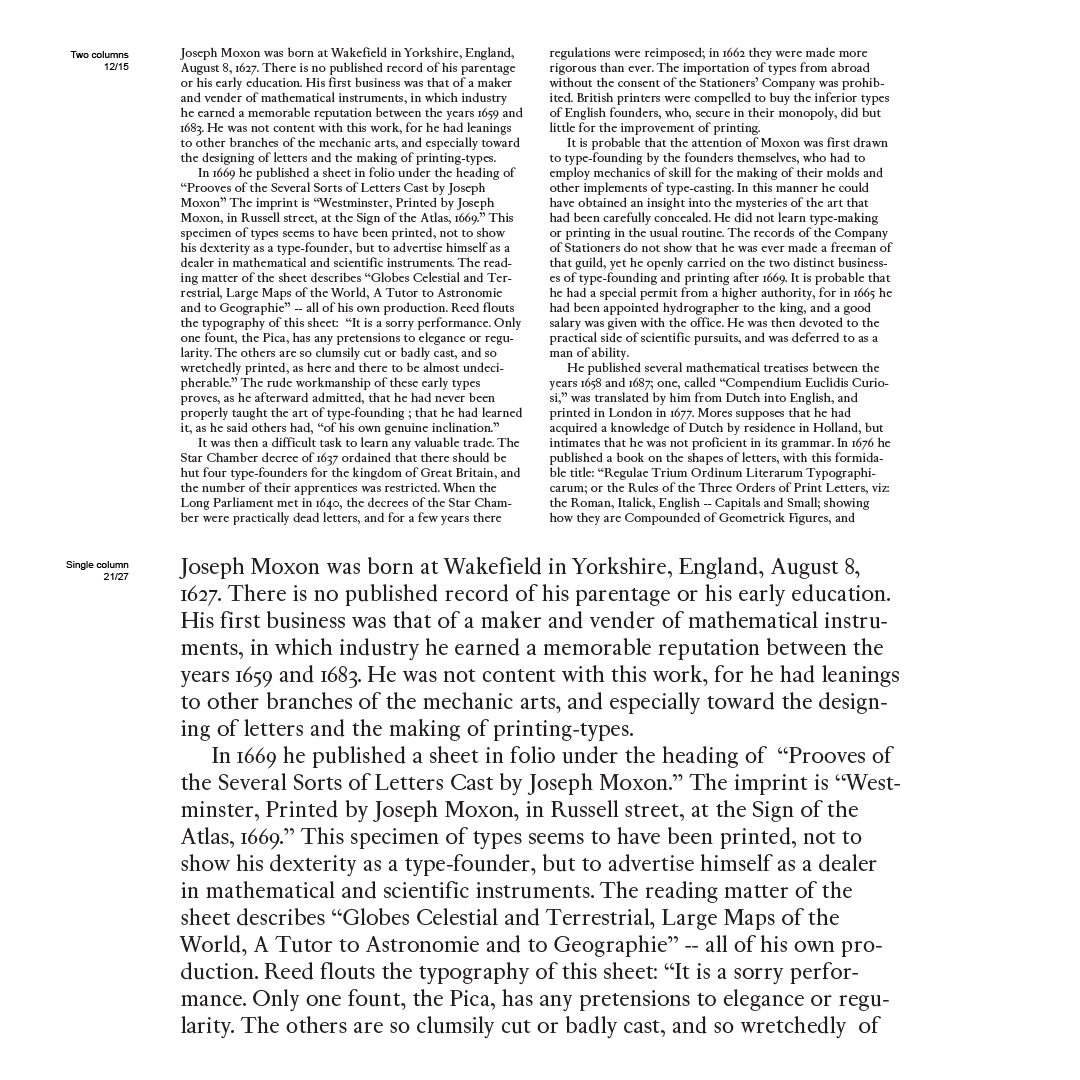 Two columns
12/15
Joseph Moxon was born at Wakefield in Yorkshire, England,
August 8, 1627. There is no published record of his parentage
or his early education. His first business was that of a maker
and vender of mathematical instruments, in which industry
he earned a memorable reputation between the years 1659 and
1683. He was not content with this work, for he had leanings
to other branches of the mechanic arts, and especially toward
the designing of letters and the making of printing-types.
In 1669 he published a sheet in folio under the heading of
“Prooves of the Several Sorts of Letters Cast by Joseph
Moxon” The imprint is “Westminster, Printed by Joseph
Moxon, in Russell street, at the Sign of the Atlas, 1669.” This
specimen of types seems to have been printed, not to show
his dexterity as a type-founder, but to advertise himself as a
dealer in mathematical and scientific instruments. The read-
ing matter of the sheet describes “Globes Celestial and Ter-
restrial, Large Maps of the World, A Tutor to Astronomie
and to Geographie” -- all of his own production. Reed flouts
the typography of this sheet:  “It is a sorry performance. Only
one fount, the Pica, has any pretensions to elegance or regu-
larity. The others are so clumsily cut or badly cast, and so
wretchedly printed, as here and there to be almost undeci-
pherable.” The rude workmanship of these early types
proves, as he afterward admitted, that he had never been
properly taught the art of type-founding ; that he had learned
it, as he said others had, “of his own genuine inclination.”
It was then a difficult task to learn any valuable trade. The
Star Chamber decree of 1637 ordained that there should be
hut four type-founders for the kingdom of Great Britain, and
the number of their apprentices was restricted. When the
Long Parliament met in 1640, the decrees of the Star Cham-
ber were practically dead letters, and for a few years there
regulations were reimposed; in 1662 they were made more
rigorous than ever. The importation of types from abroad
without the consent of the Stationers’ Company was prohib-
ited. British printers were compelled to buy the inferior types
of English founders, who, secure in their monopoly, did but
little for the improvement of printing.
It is probable that the attention of Moxon was first drawn
to type-founding by the founders themselves, who had to
employ mechanics of skill for the making of their molds and
other implements of type-casting. In this manner he could
have obtained an insight into the mysteries of the art that
had been carefully concealed. He did not learn type-making
or printing in the usual routine. The records of the Company
of Stationers do not show that he was ever made a freeman of
that guild, yet he openly carried on the two distinct business-
es of type-founding and printing after 1669. It is probable that
he had a special permit from a higher authority, for in 1665 he
had been appointed hydrographer to the king, and a good
salary was given with the office. He was then devoted to the
practical side of scientific pursuits, and was deferred to as a
man of ability.
He published several mathematical treatises between the
years 1658 and 1687; one, called “Compendium Euclidis Curio-
si,” was translated by him from Dutch into English, and
printed in London in 1677. Mores supposes that he had
acquired a knowledge of Dutch by residence in Holland, but
intimates that he was not proficient in its grammar. In 1676 he
published a book on the shapes of letters, with this formida-
ble title: “Regulae Trium Ordinum Literarum Typographi-
carum; or the Rules of the Three Orders of Print Letters, viz:
the Roman, Italick, English -- Capitals and Small; showing
how they are Compounded of Geometrick Figures, and
Single column
21/27
Joseph Moxon was born at Wakefield in Yorkshire, England, August 8,
1627. There is no published record of his parentage or his early education.
His first business was that of a maker and vender of mathematical instru-
ments, in which industry he earned a memorable reputation between the
years 1659 and 1683. He was not content with this work, for he had leanings
to other branches of the mechanic arts, and especially toward the design-
ing of letters and the making of printing-types.
In 1669 he published a sheet in folio under the heading of  “Prooves of
the Several Sorts of Letters Cast by Joseph Moxon.” The imprint is “West-
minster, Printed by Joseph Moxon, in Russell street, at the Sign of the
Atlas, 1669.” This specimen of types seems to have been printed, not to
show his dexterity as a type-founder, but to advertise himself as a dealer
in mathematical and scientific instruments. The reading matter of the
sheet describes “Globes Celestial and Terrestrial, Large Maps of the
World, A Tutor to Astronomie and to Geographie” -- all of his own pro-
duction. Reed flouts the typography of this sheet: “It is a sorry perfor-
mance. Only one fount, the Pica, has any pretensions to elegance or regu-
larity. The others are so clumsily cut or badly cast, and so wretchedly  of